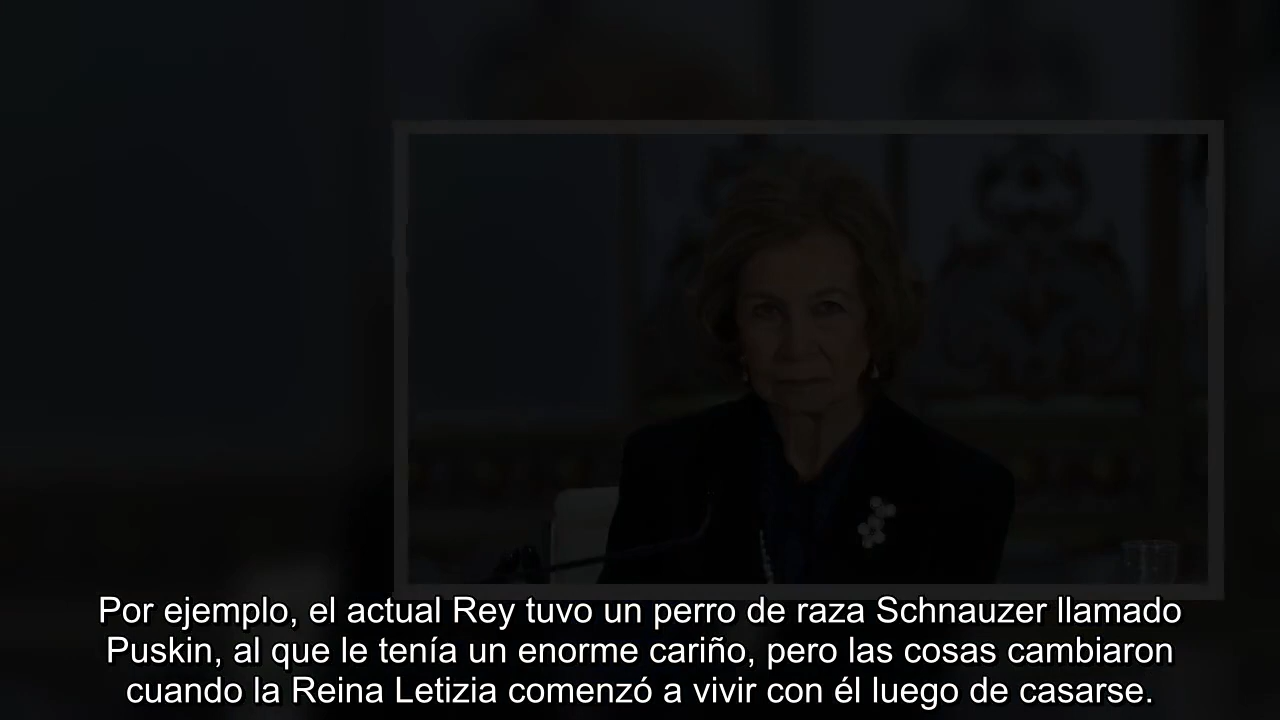 Por ejemplo, el actual Rey tuvo un perro de raza Schnauzer llamado
Puskin, al que le tenía un enorme cariño, pero las cosas cambiaron
cuando la Reina Letizia comenzó a vivir con él luego de casarse.